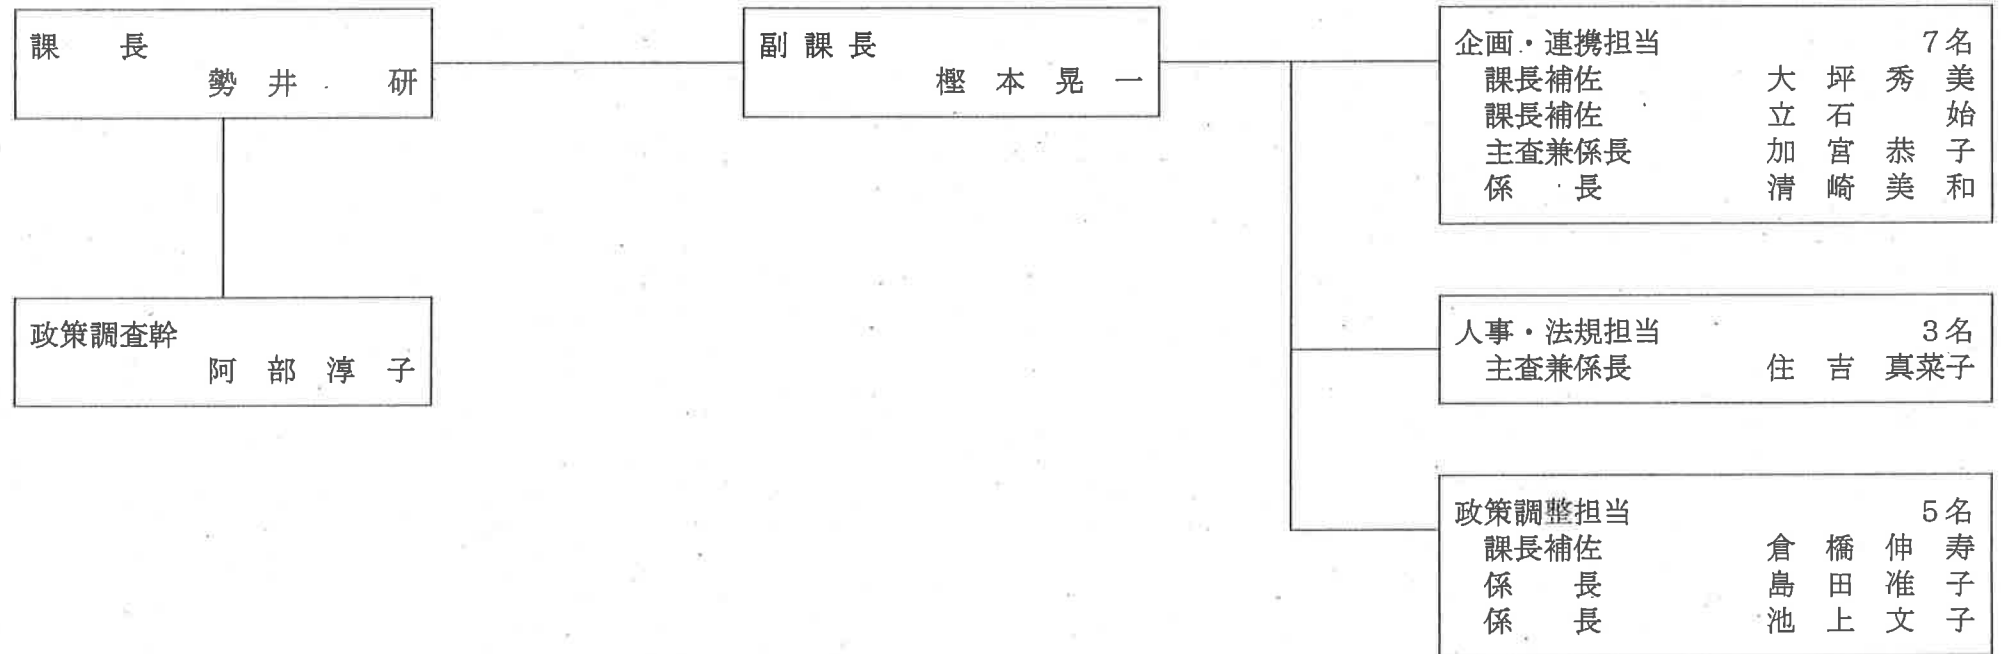 課　長
勢井　研
政策調査幹
阿部淳子
副課長
樫本晃一
企画・連携担当　7名
課長補佐　大坪秀美
課長補佐　立石　始
主査兼係長　加宮恭子
係　長　清崎美和
人事・法規担当　3名
主査兼係長　住吉真菜子
政策調整担当　5名
課長補佐　倉橋伸寿
係　長　島田准子
係　長　池上文子